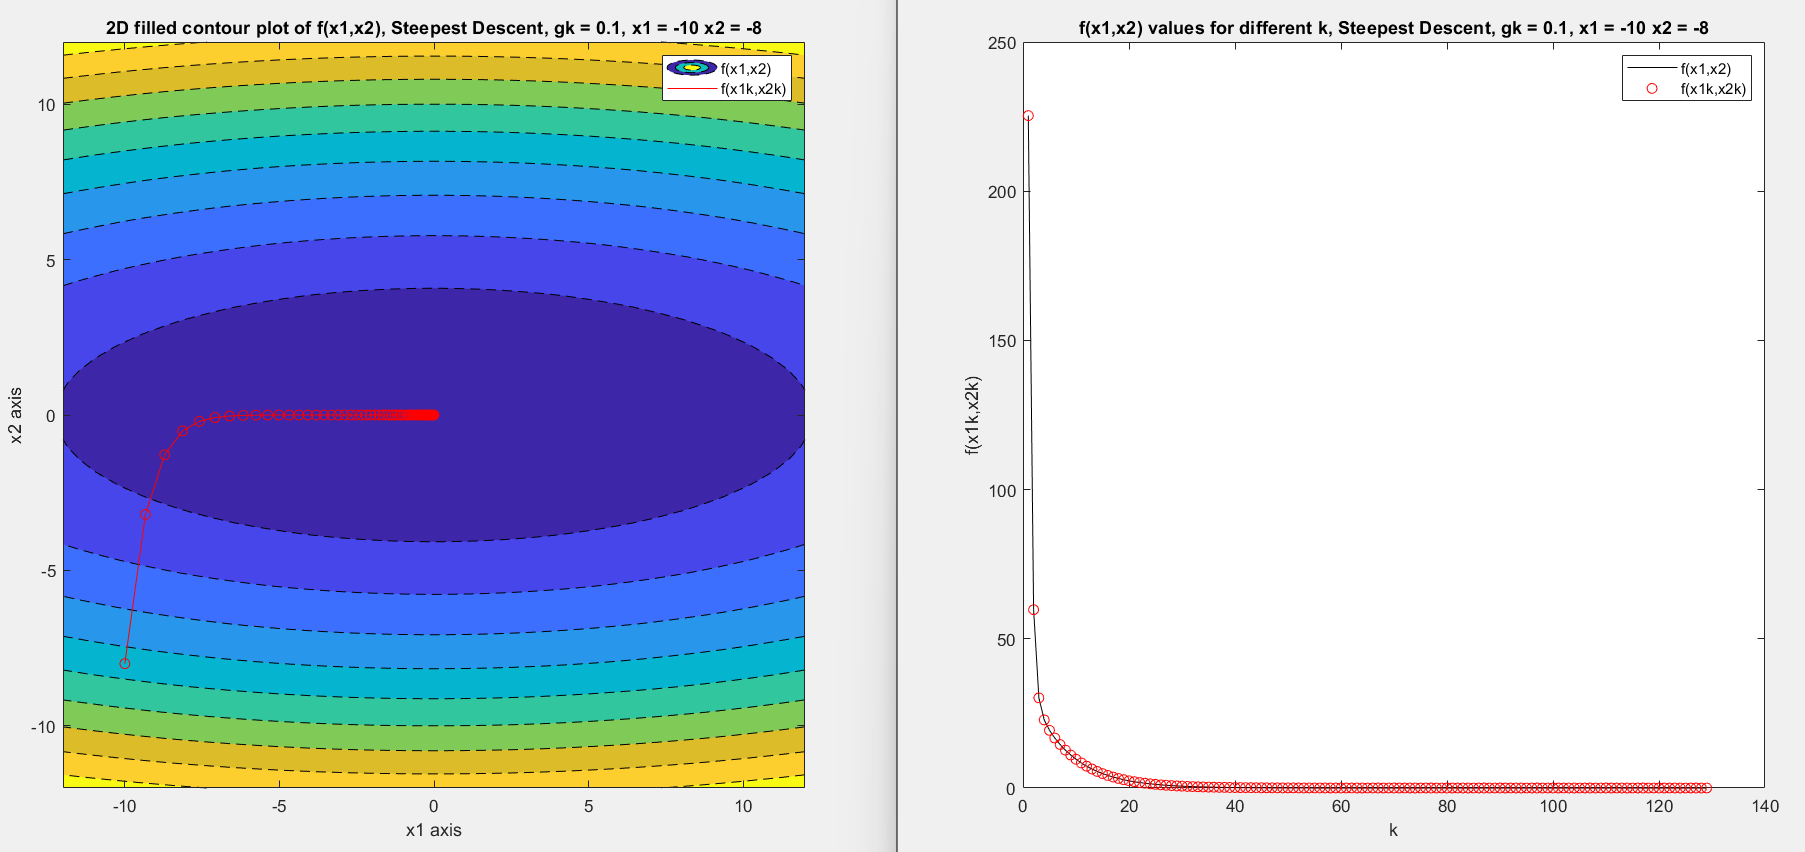 2D filled contour plot of f(x1,x2), Steepest Descent, gk = 0.1, x1 = -10 x2 = -8
f(x1,x2)
f(x1k,x2k)
10
5
0
-5
-10
x2 axis
-10
-5
0
5
10
x1 axis
f(x1,x2) values for different k, Steepest Descent, gk = 0.1, x1 = -10 x2 = -8
f(x1,x2)
f(x1k,x2k)
250
200
150
100
50
0
f(x1k,x2k)
0
20
40
60
80
100
120
140
k